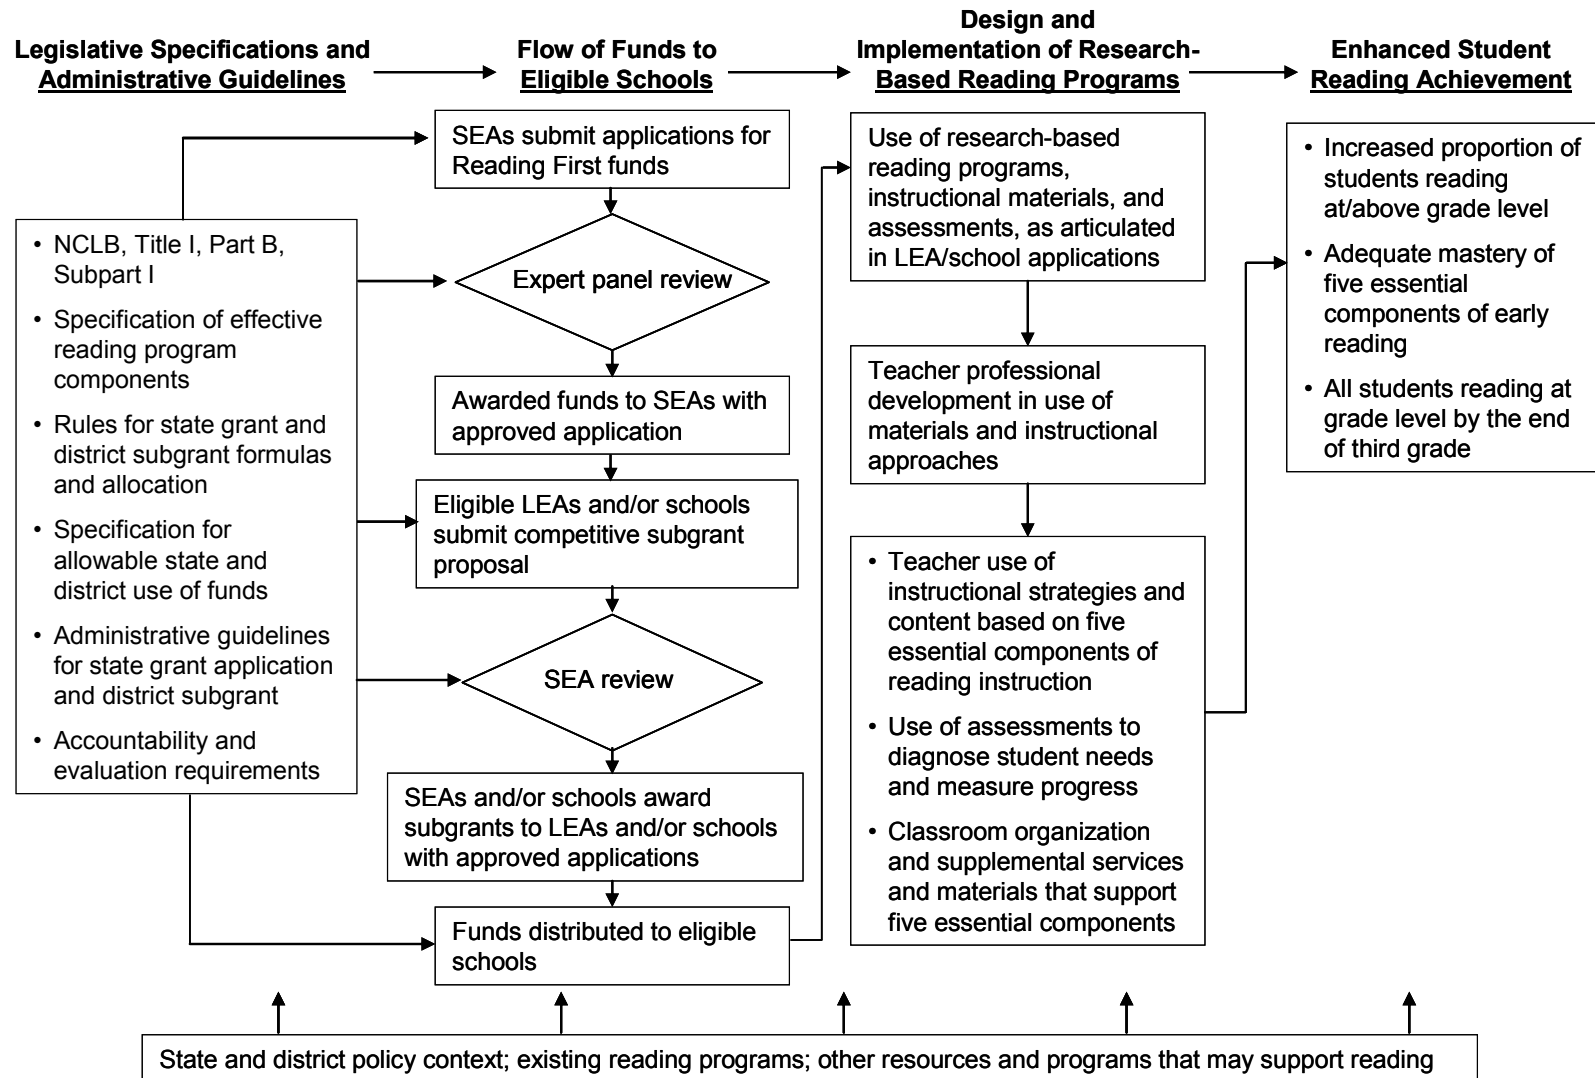 Legislative Specifications and
Administrative Guidelines
Flow of Funds to
Eligible Schools
Design and
Implementation of Research-
Based Reading Programs
Enhanced Student
Reading Achievement
• NCLB, Title I, Part B,
Subpart I
• Specification of effective
reading program
components
• Rules for state grant and
district subgrant formulas
and allocation
• Specification for
allowable state and
district use of funds
• Administrative guidelines
for state grant application
and district subgrant
• Accountability and
evaluation requirements
SEAs submit applications for
Reading First funds
Expert panel review
Awarded funds to SEAs with
approved application
Eligible LEAs and/or schools
submit competitive subgrant
proposal
SEA review
SEAs and/or schools award
subgrants to LEAs and/or schools
with approved applications
Funds distributed to eligible
schools
Use of research-based
reading programs,
instructional materials, and
assessments, as articulated
in LEA/school applications
Teacher professional
development in use of
materials and instructional
approaches
• Teacher use of
instructional strategies and
content based on five
essential components of
reading instruction
• Use of assessments to
diagnose student needs
and measure progress
• Classroom organization
and supplemental services
and materials that support
five essential components
• Increased proportion of
students reading
at/above grade level
• Adequate mastery of
five essential
components of early
reading
• All students reading at
grade level by the end
of third grade
State and district policy context; existing reading programs; other resources and programs that may support reading